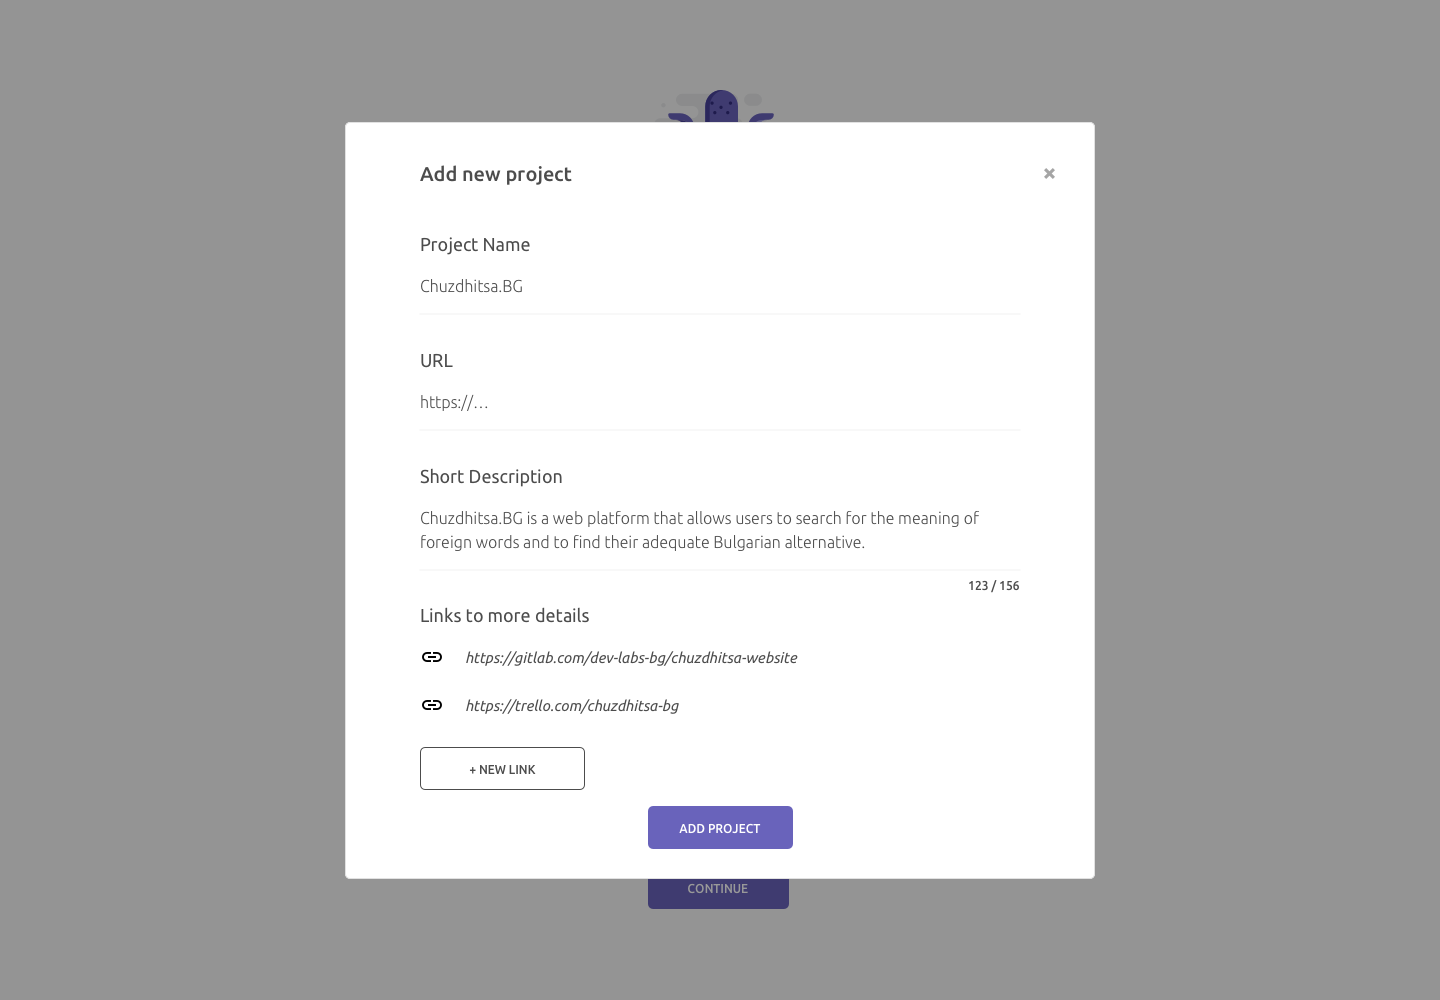 Add new project
Project Name
Chuzdhitsa.BG
URL
https://...
Short Description
Chuzdhitsa.BG is a web platform that allows users to search for the meaning of
foreign words and to find their adequate Bulgarian alternative.
123 / 156
Links to more details
https://gitlab.com/dev-labs-bg/chuzdhitsa-website
https://trello.com/chuzdhitsa-bg
+ NEW LINK
ADD PROJECT
CONTINUE